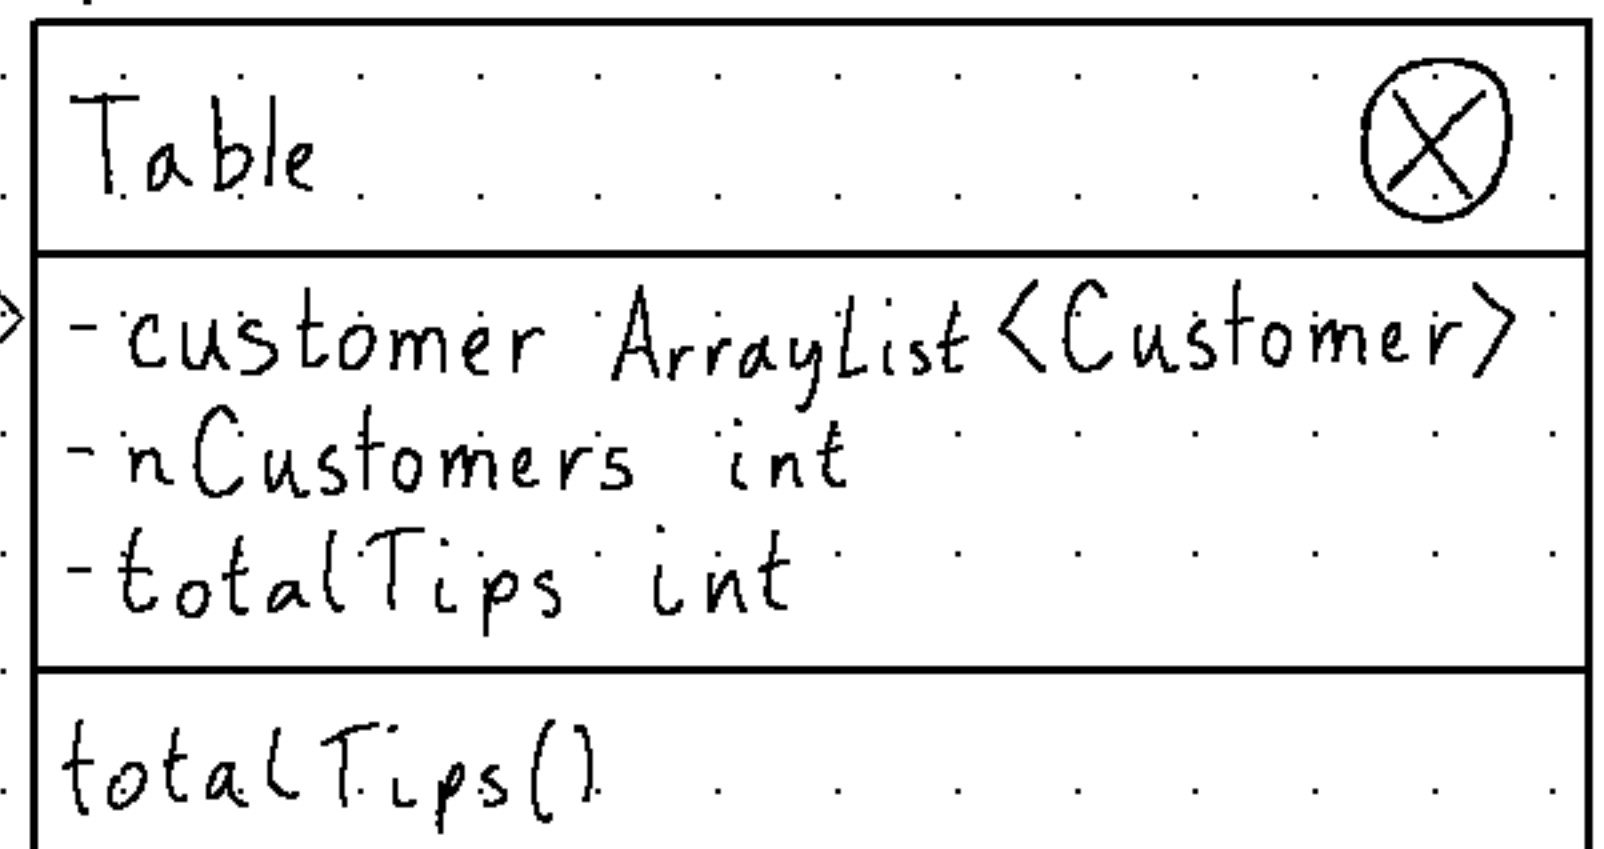 Table
- customer ArrayList<Customer>
- nCustomers int
- totalTips int
totalTips()